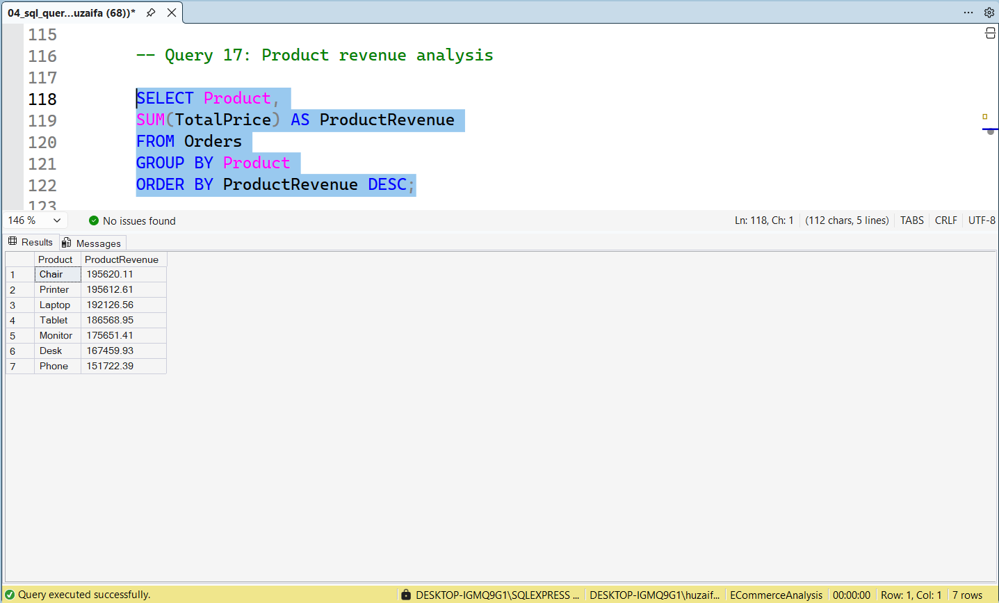 04_sql_quer...uzaifa (68))*
115
116 -- Query 17: Product revenue analysis
117
118 SELECT Product,
119 SUM(TotalPrice) AS ProductRevenue
120 FROM Orders
121 GROUP BY Product
122 ORDER BY ProductRevenue DESC;
123
146 % No issues found Ln: 118, Ch: 1 (112 chars, 5 lines) TABS CRLF UTF-8
Results Messages
Product ProductRevenue
1 Chair 195620.11
2 Printer 195612.61
3 Laptop 192126.56
4 Tablet 186568.95
5 Monitor 175651.41
6 Desk 167459.93
7 Phone 151722.39
Query executed successfully. DESKTOP-IGMQ9G1\SQLEXPRESS ... DESKTOP-IGMQ9G1\huzaif... ECommerceAnalysis 00:00:00 Row: 1, Col: 1 7 rows